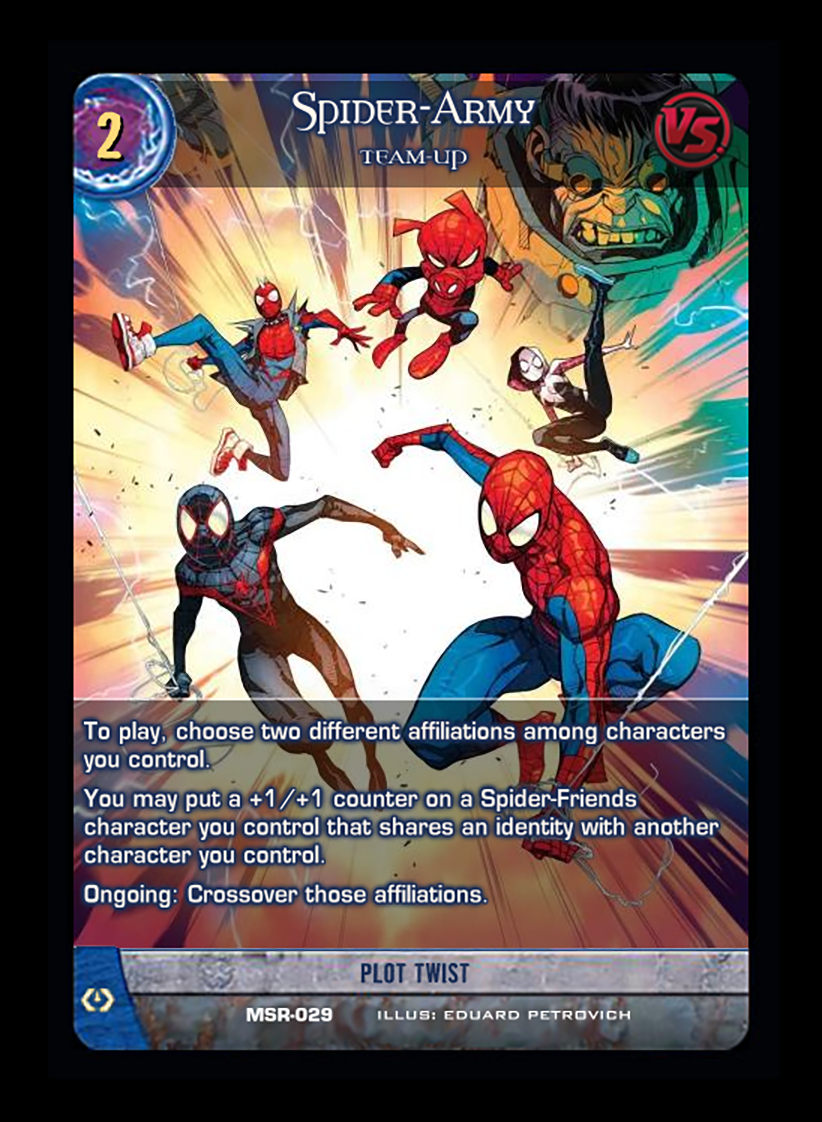 2
Spider-Army
VS.
TEAM-UP
To play, choose two different affiliations among characters
you control.
You may put a +1/+1 counter on a Spider-Friends
character you control that shares an identity with another
character you control.
Ongoing: Crossover those affiliations.
PLOT TWIST
MSR-029 ILLUS: EDUARD PETROVICH